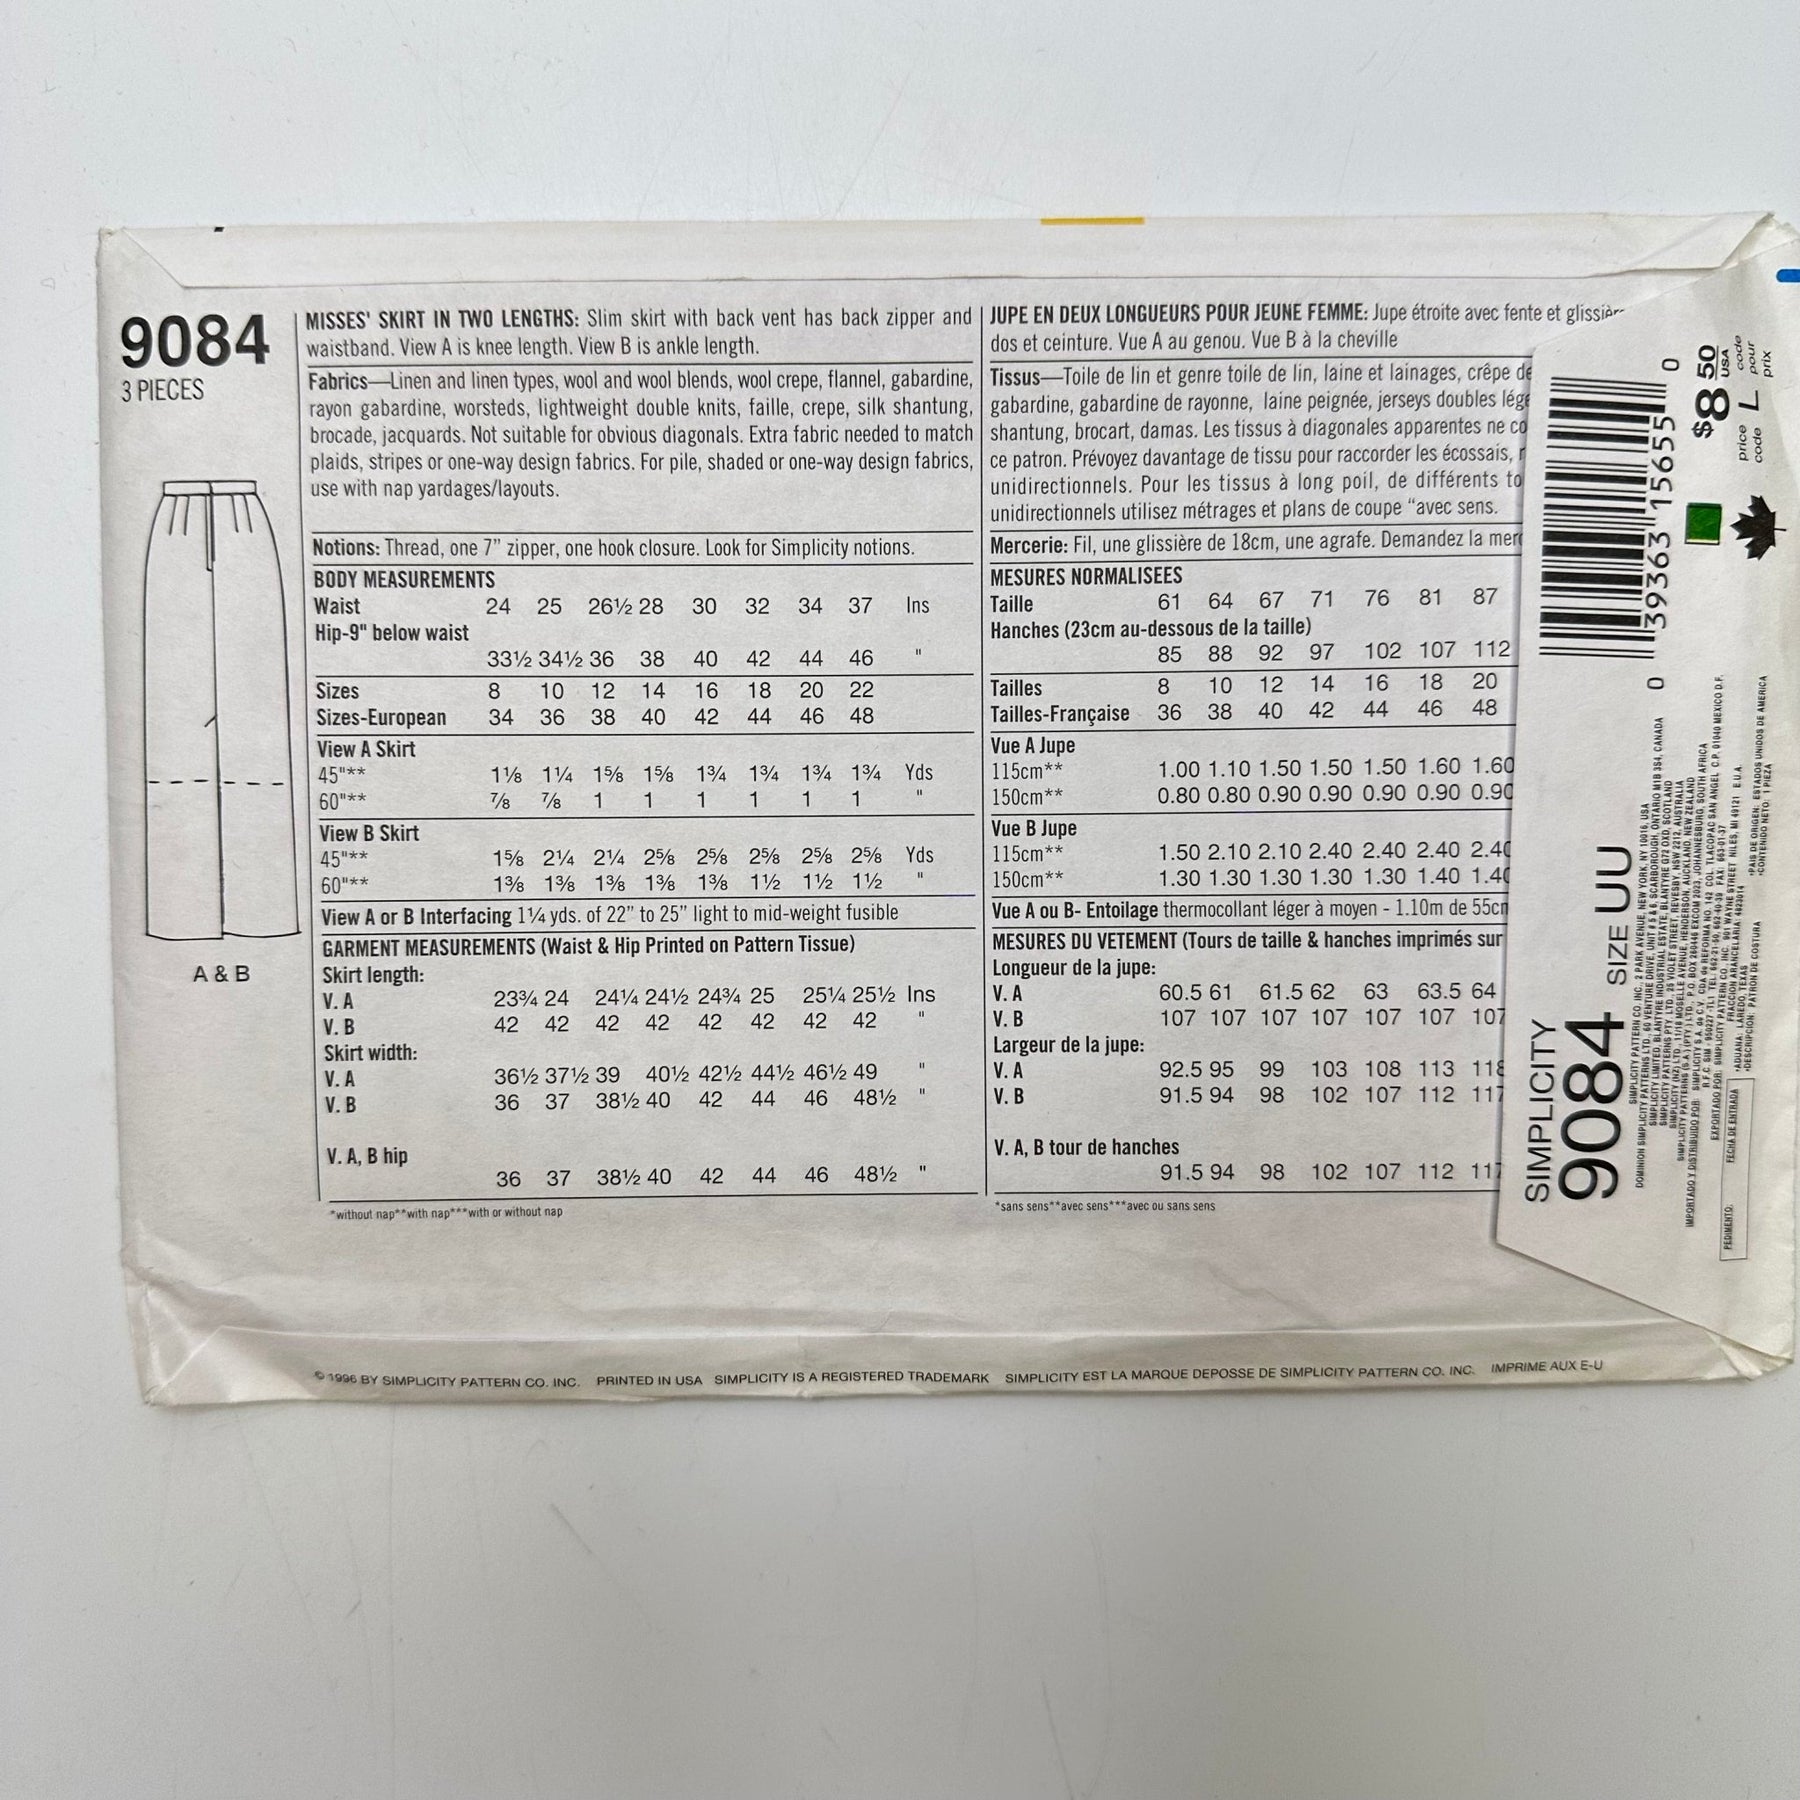 9084
3 PIECES
A & B
MISSES' SKIRT IN TWO LENGTHS: Slim skirt with back vent has back zipper and
waistband. View A is knee length. View B is ankle length.
Fabrics—Linen and linen types, wool and wool blends, wool crepe, flannel, gabardine,
rayon gabardine, worsteds, lightweight double knits, faille, crepe, silk shantung,
brocade, jacquards. Not suitable for obvious diagonals. Extra fabric needed to match
plaids, stripes or one-way design fabrics. For pile, shaded or one-way design fabrics,
use with nap yardages/layouts.
Notions: Thread, one 7” zipper, one hook closure. Look for Simplicity notions.
BODY MEASUREMENTS
Waist 24 25 26½ 28 30 32 34 37 Ins
Hip-9" below waist
33½ 34½ 36 38 40 42 44 46 "
Sizes 8 10 12 14 16 18 20 22
Sizes-European 34 36 38 40 42 44 46 48
View A Skirt
45"** 1⅛ 1¼ 1⅝ 1⅝ 1¾ 1¾ 1¾ 1¾ Yds
60"** ⅞ ⅞ 1 1 1 1 1 1 "
View B Skirt
45"** 1⅝ 2¼ 2¼ 2⅝ 2⅝ 2⅝ 2⅝ 2⅝ Yds
60"** 1⅜ 1⅜ 1⅜ 1⅜ 1⅜ 1½ 1½ 1½ "
View A or B Interfacing 1¼ yds. of 22” to 25” light to mid-weight fusible
GARMENT MEASUREMENTS (Waist & Hip Printed on Pattern Tissue)
Skirt length:
V. A 23¾ 24 24¼ 24½ 24¾ 25 25¼ 25½ Ins
V. B 42 42 42 42 42 42 42 42 "
Skirt width:
V. A 36½ 37½ 39 40½ 42½ 44½ 46½ 49 "
V. B 36 37 38½ 40 42 44 46 48½ "
V. A, B hip
36 37 38½ 40 42 44 46 48½ "
*without nap**with nap***with or without nap
JUPE EN DEUX LONGUEURS POUR JEUNE FEMME: Jupe étroite avec fente et
dos et ceinture. Vue A au genou. Vue B à la cheville
Tissus—Toile de lin et genre toile de lin, laine et lainages, crêpe
gabardine, gabardine de rayonne, laine peignée, jerseys doubles
shantung, brocart, damas. Les tissus à diagonales apparentes ne
ce patron. Prévoyez davantage de tissu pour raccorder les écossais,
unidirectionnels. Pour les tissus à long poil, de différents
unidirectionnels utilisez métrages et plans de coupe “avec sens.
Mercerie: Fil, une glissière de 18cm, une agrafe. Demandez la
MESURES NORMALISEES
Taille 61 64 67 71 76 81 87
Hanches (23cm au-dessous de la taille)
85 88 92 97 102 107 112
Tailles 8 10 12 14 16 18 20
Tailles-Française 36 38 40 42 44 46 48
Vue A Jupe
115cm** 1.00 1.10 1.50 1.50 1.50 1.60 1.60
150cm** 0.80 0.80 0.90 0.90 0.90 0.90 0.90
Vue B Jupe
115cm** 1.50 2.10 2.10 2.40 2.40 2.40 2.40
150cm** 1.30 1.30 1.30 1.30 1.30 1.40 1.40
Vue A ou B- Entoilage thermocollant léger à moyen - 1.10m de 55cm
MESURES DU VETEMENT (Tours de taille & hanches imprimés sur
Longueur de la jupe:
V. A 60.5 61 61.5 62 63 63.5 64
V. B 107 107 107 107 107 107 107
Largeur de la jupe:
V. A 92.5 95 99 103 108 113 118
V. B 91.5 94 98 102 107 112 117
V. A, B tour de hanches
91.5 94 98 102 107 112 117
*sans sens**avec sens***avec ou sans sens
SIMPLICITY
9084 SIZE UU
0 39363 15655 0
$8 50 USA
price code L code pour prix
SIMPLICITY PATTERN CO. INC., 2 PARK AVENUE, NEW YORK, NY 10016, USA
© 1996 BY SIMPLICITY PATTERN CO. INC. PRINTED IN USA SIMPLICITY IS A REGISTERED TRADEMARK SIMPLICITY EST LA MARQUE DEPOSSE DE SIMPLICITY PATTERN CO. INC. IMPRIME AUX E-U